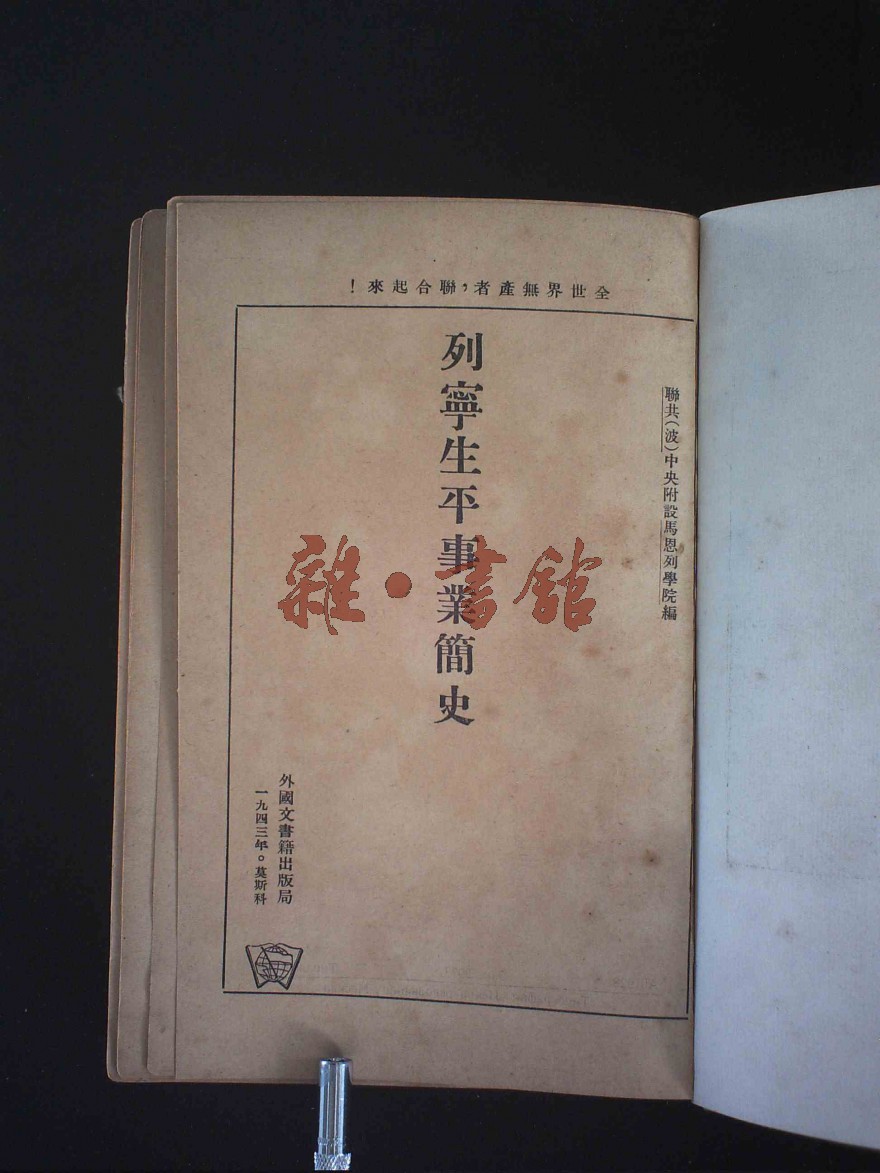 全世界無產者，聯合起來！
聯共（波）中央附設馬恩列學院編
列寧生平事業簡史
外國文書籍出版局
一九四三年。莫斯科
雜·書館